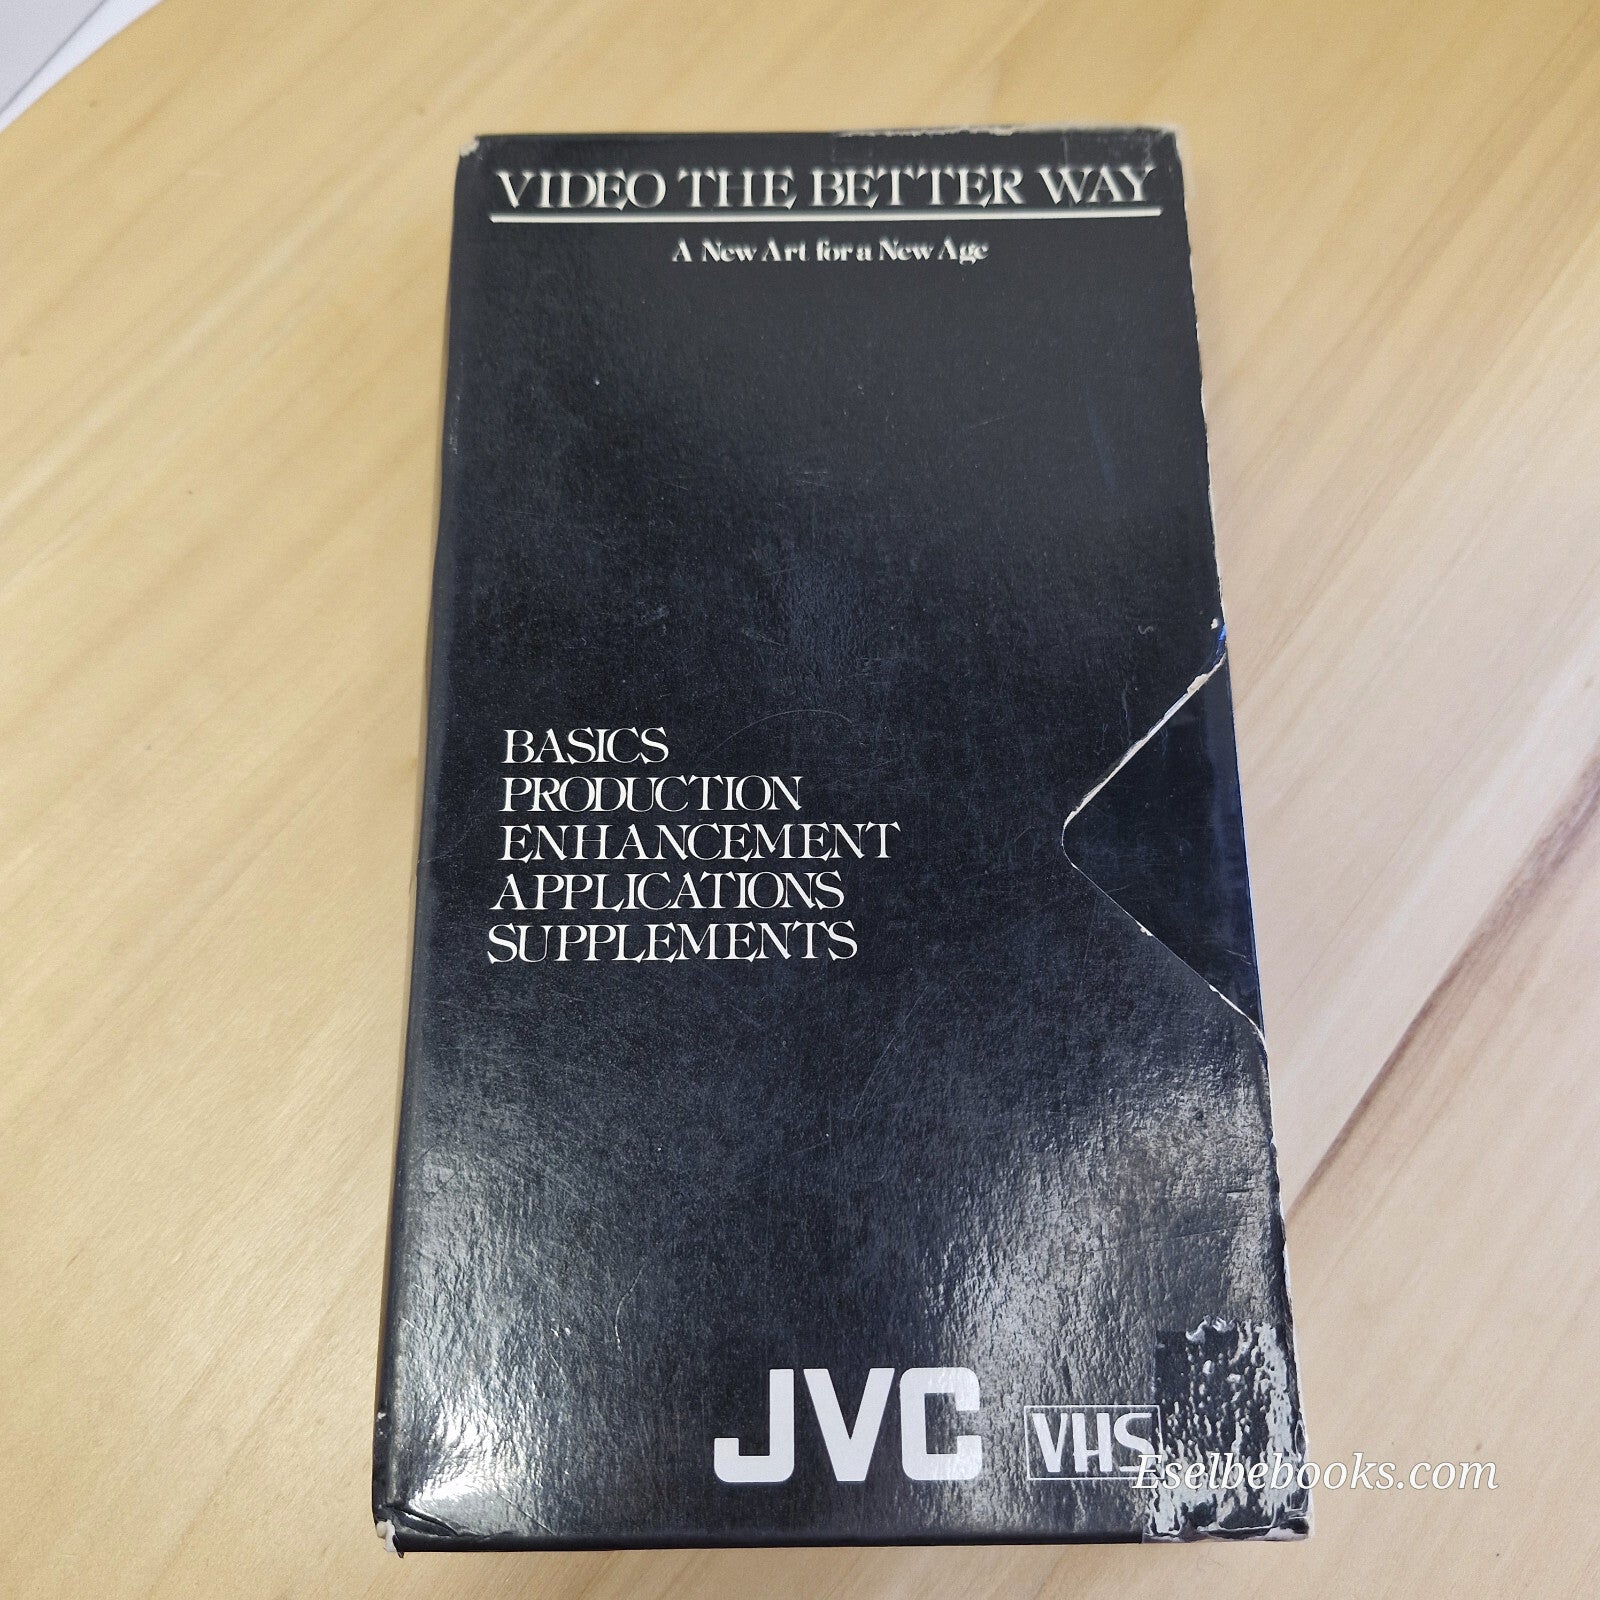 VIDEO THE BETTER WAY
A New Art for a New Age
BASICS
PRODUCTION
ENHANCEMENT
APPLICATIONS
SUPPLEMENTS
JVC
VHS
Eselbebooks.com